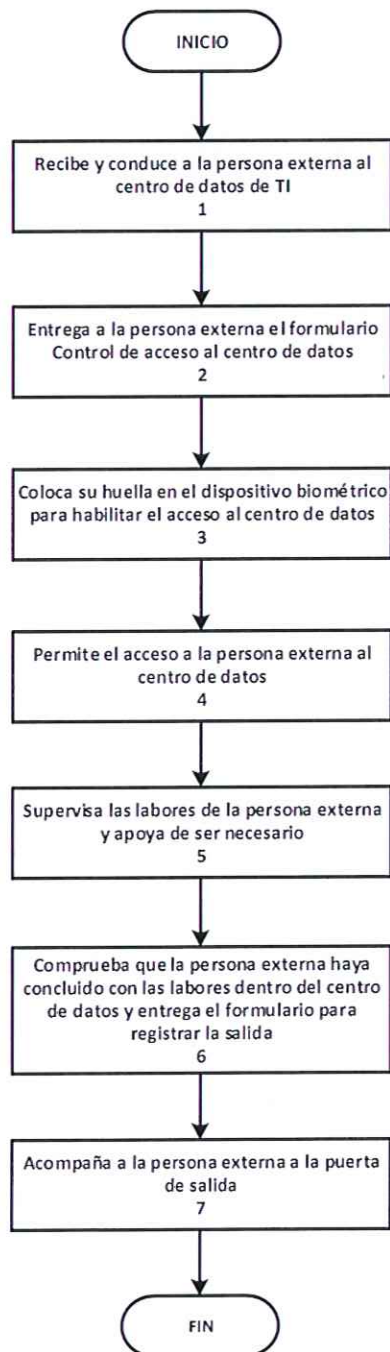 INICIO
Recibe y conduce a la persona externa al
centro de datos de TI
1
Entrega a la persona externa el formulario
Control de acceso al centro de datos
2
Coloca su huella en el dispositivo biométrico
para habilitar el acceso al centro de datos
3
Permite el acceso a la persona externa al
centro de datos
4
Supervisa las labores de la persona externa
y apoya de ser necesario
5
Comprueba que la persona externa haya
concluido con las labores dentro del centro
de datos y entrega el formulario para
registrar la salida
6
Acompaña a la persona externa a la puerta
de salida
7
FIN